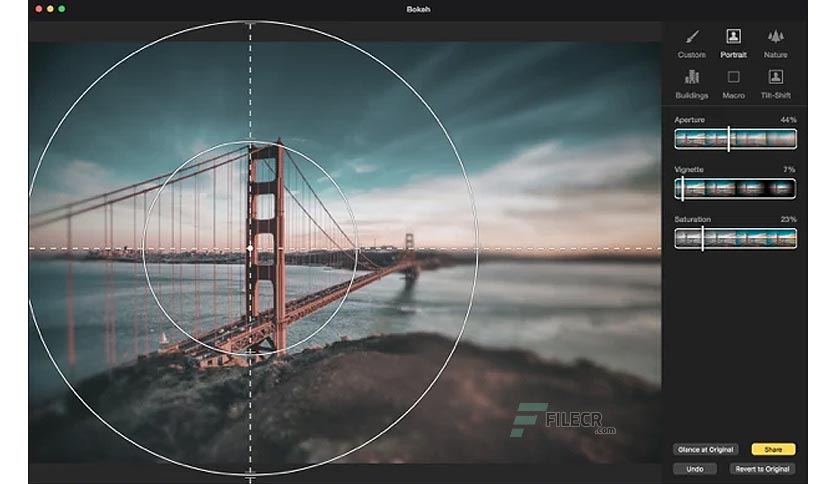 Bokeh
Custom Portrait Nature
Buildings Macro Tilt-Shift
Aperture 44%
Vignette 7%
Saturation 23%
FILECR
.com
Glance at Original Share
Undo Revert to Original